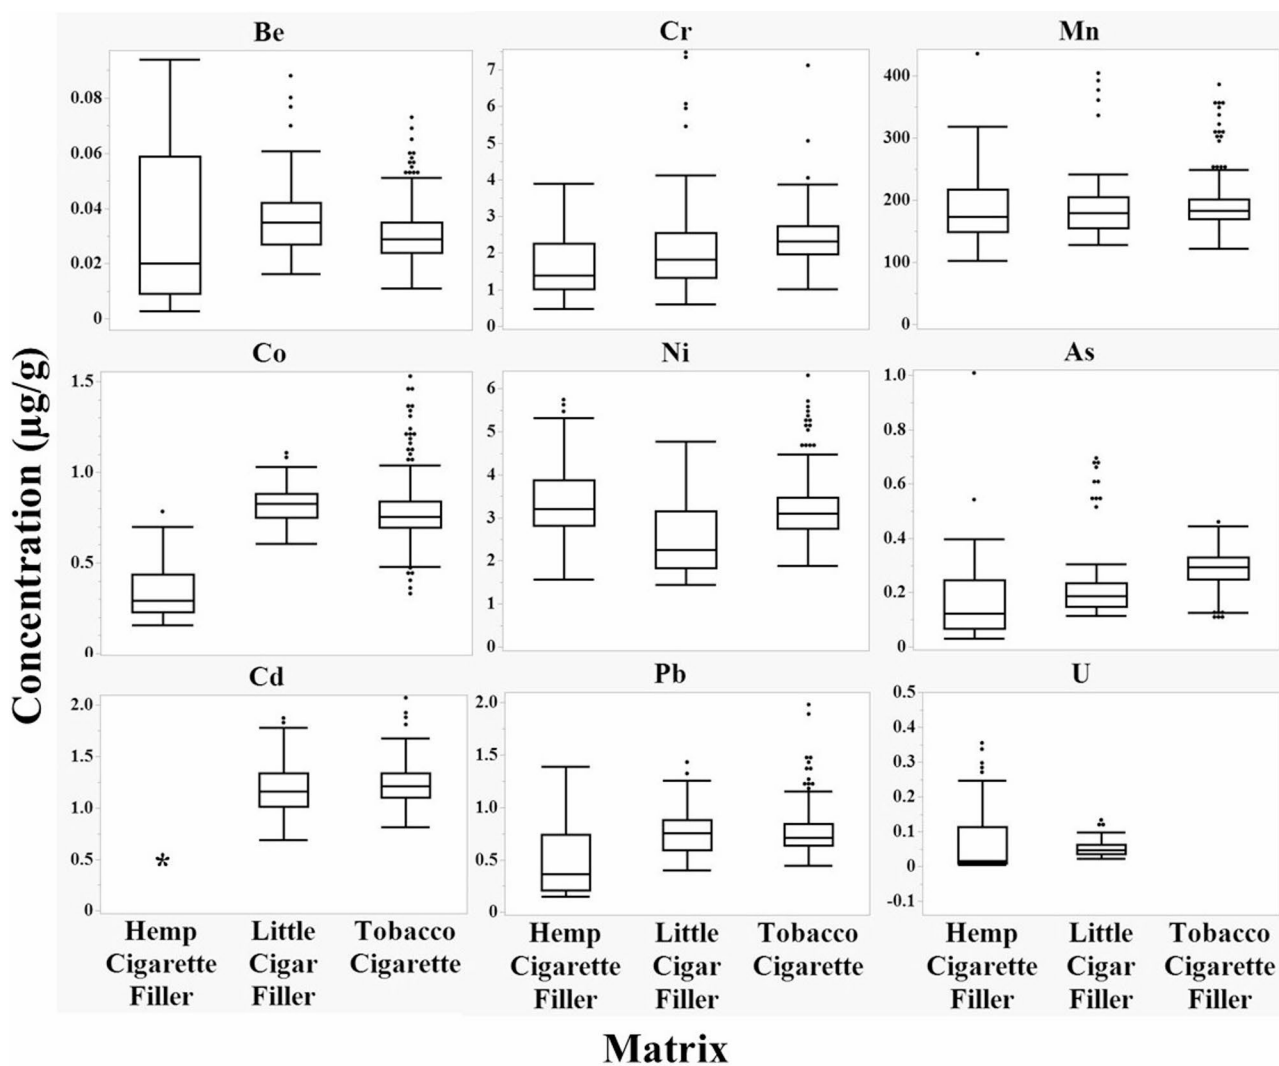 Concentration (µg/g)
Be
0.08
0.06
0.04
0.02
0
Cr
7
6
5
4
3
2
1
0
Mn
400
300
200
100
0
Co
1.5
1.0
0.5
0
Ni
6
5
4
3
2
1
0
As
1.0
0.8
0.6
0.4
0.2
0
Cd
2.0
1.5
1.0
0.5
0
*
Pb
2.0
1.5
1.0
0.5
0
U
0.5
0.4
0.3
0.2
0.1
0
-0.1
Hemp
Cigarette
Filler
Little
Cigar
Filler
Tobacco
Cigarette
Hemp
Cigarette
Filler
Little
Cigar
Filler
Tobacco
Cigarette
Hemp
Cigarette
Filler
Little
Cigar
Filler
Tobacco
Cigarette
Filler
Matrix